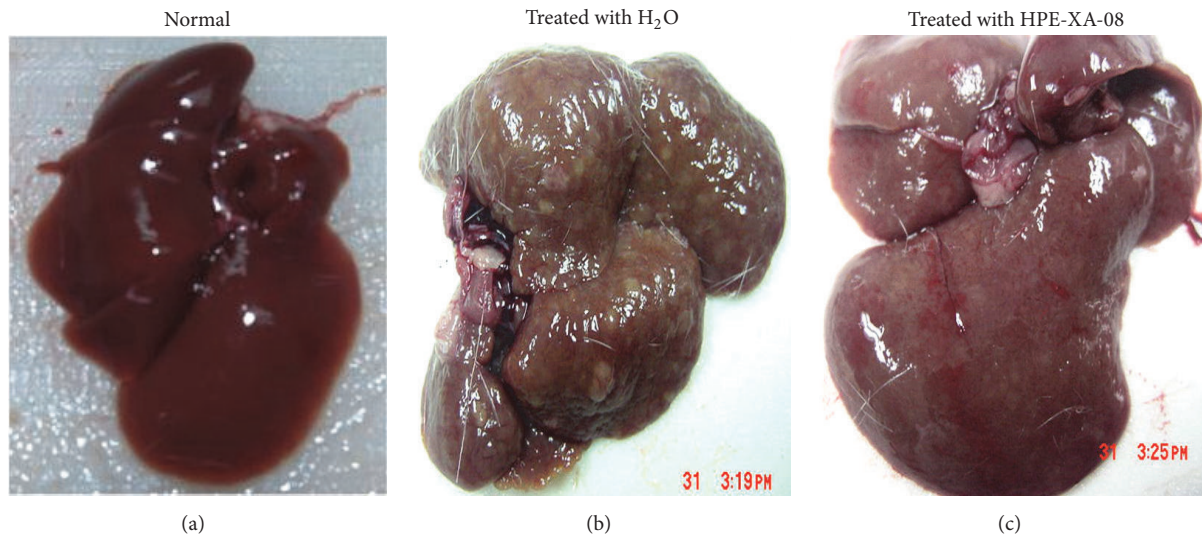 Normal
Treated with H₂O
Treated with HPE-XA-08
31 3:19PM
31 3:25PM
(a)
(b)
(c)